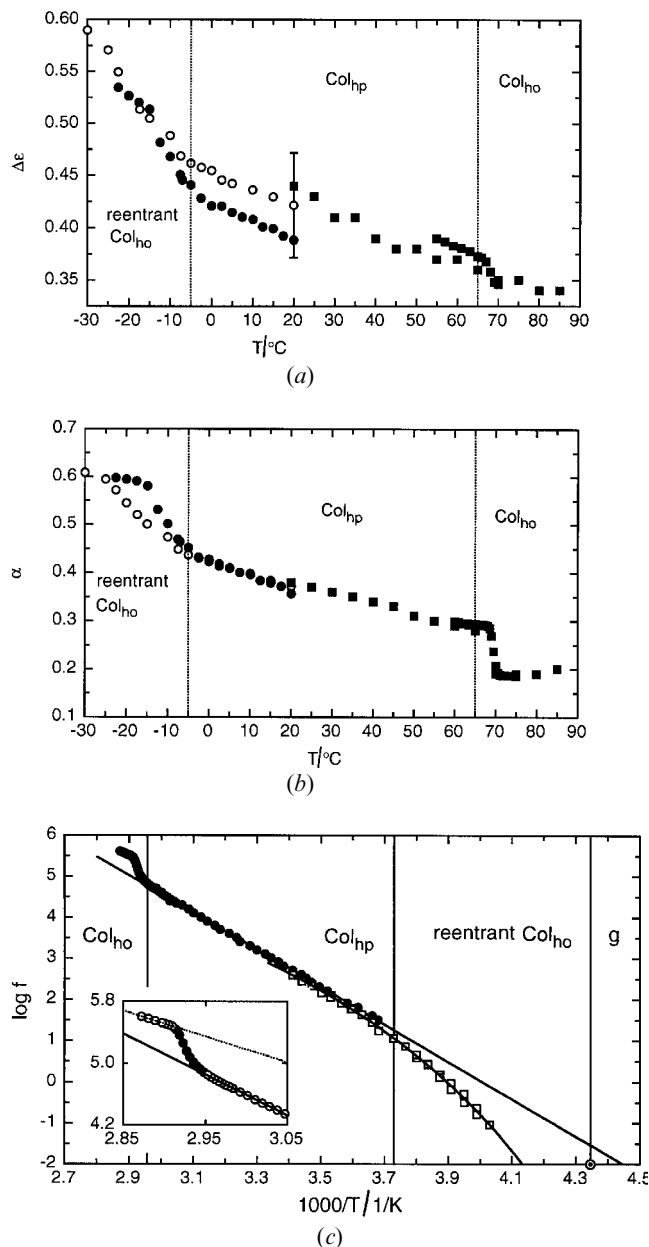 0.60
0.55
0.50
0.45
0.40
0.35
Δε
Col_hp
Col_ho
reentrant
Col_ho
-30 -20 -10 0 10 20 30 40 50 60 70 80 90
T/°C
(a)
0.7
0.6
0.5
0.4
0.3
0.2
0.1
α
Col_hp
Col_ho
reentrant
Col_ho
-30 -20 -10 0 10 20 30 40 50 60 70 80 90
T/°C
(b)
6
5
4
3
2
1
0
-1
-2
log f
Col_ho
Col_hp
reentrant Col_ho
g
5.8
5.0
4.2
2.85 2.95 3.05
2.7 2.9 3.1 3.3 3.5 3.7 3.9 4.1 4.3 4.5
1000/T / 1/K
(c)